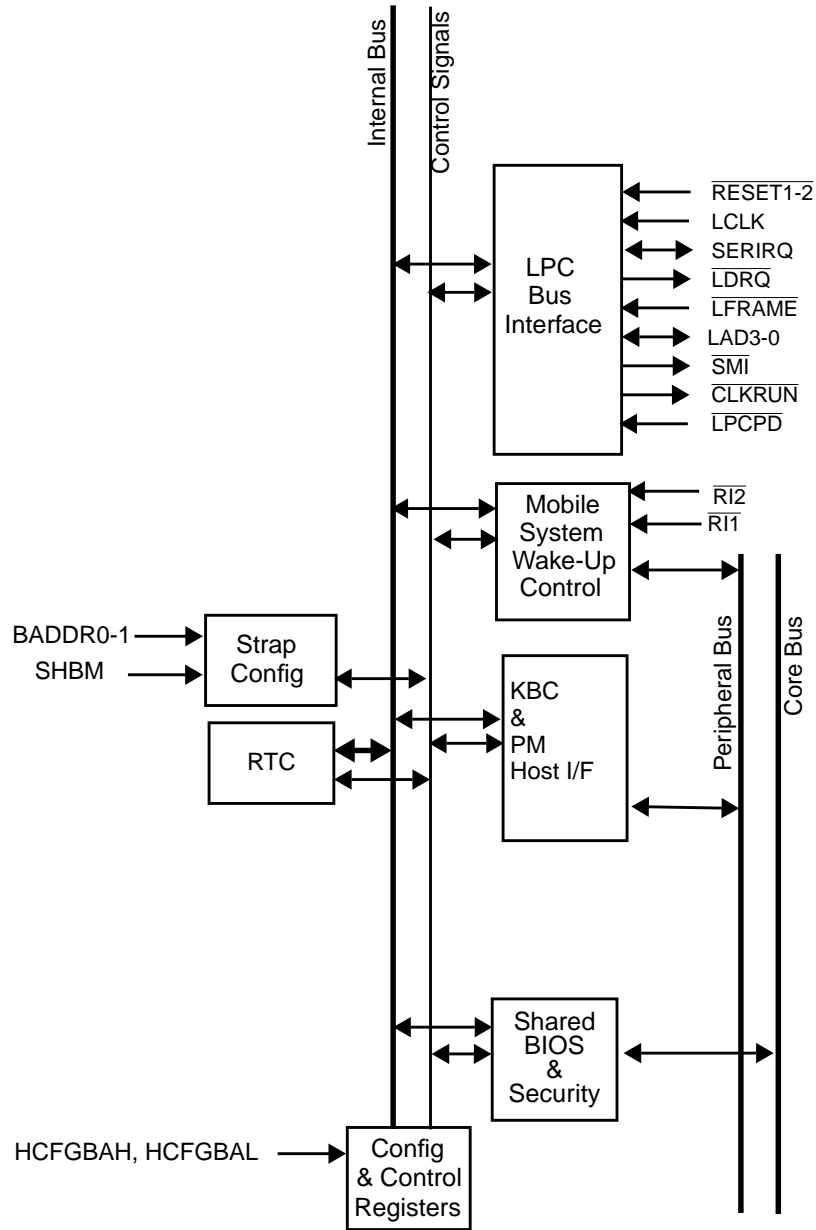 Internal Bus
Control Signals
LPC
Bus
Interface
RESET1-2
LCLK
SERIRQ
LDRQ
LFRAME
LAD3-0
SMI
CLKRUN
LPCPD
Mobile
System
Wake-Up
Control
RI2
RI1
Peripheral Bus
Core Bus
BADDR0-1
SHBM
Strap
Config
RTC
KBC
&
PM
Host I/F
Shared
BIOS
&
Security
HCFGBAH, HCFGBAL
Config
& Control
Registers